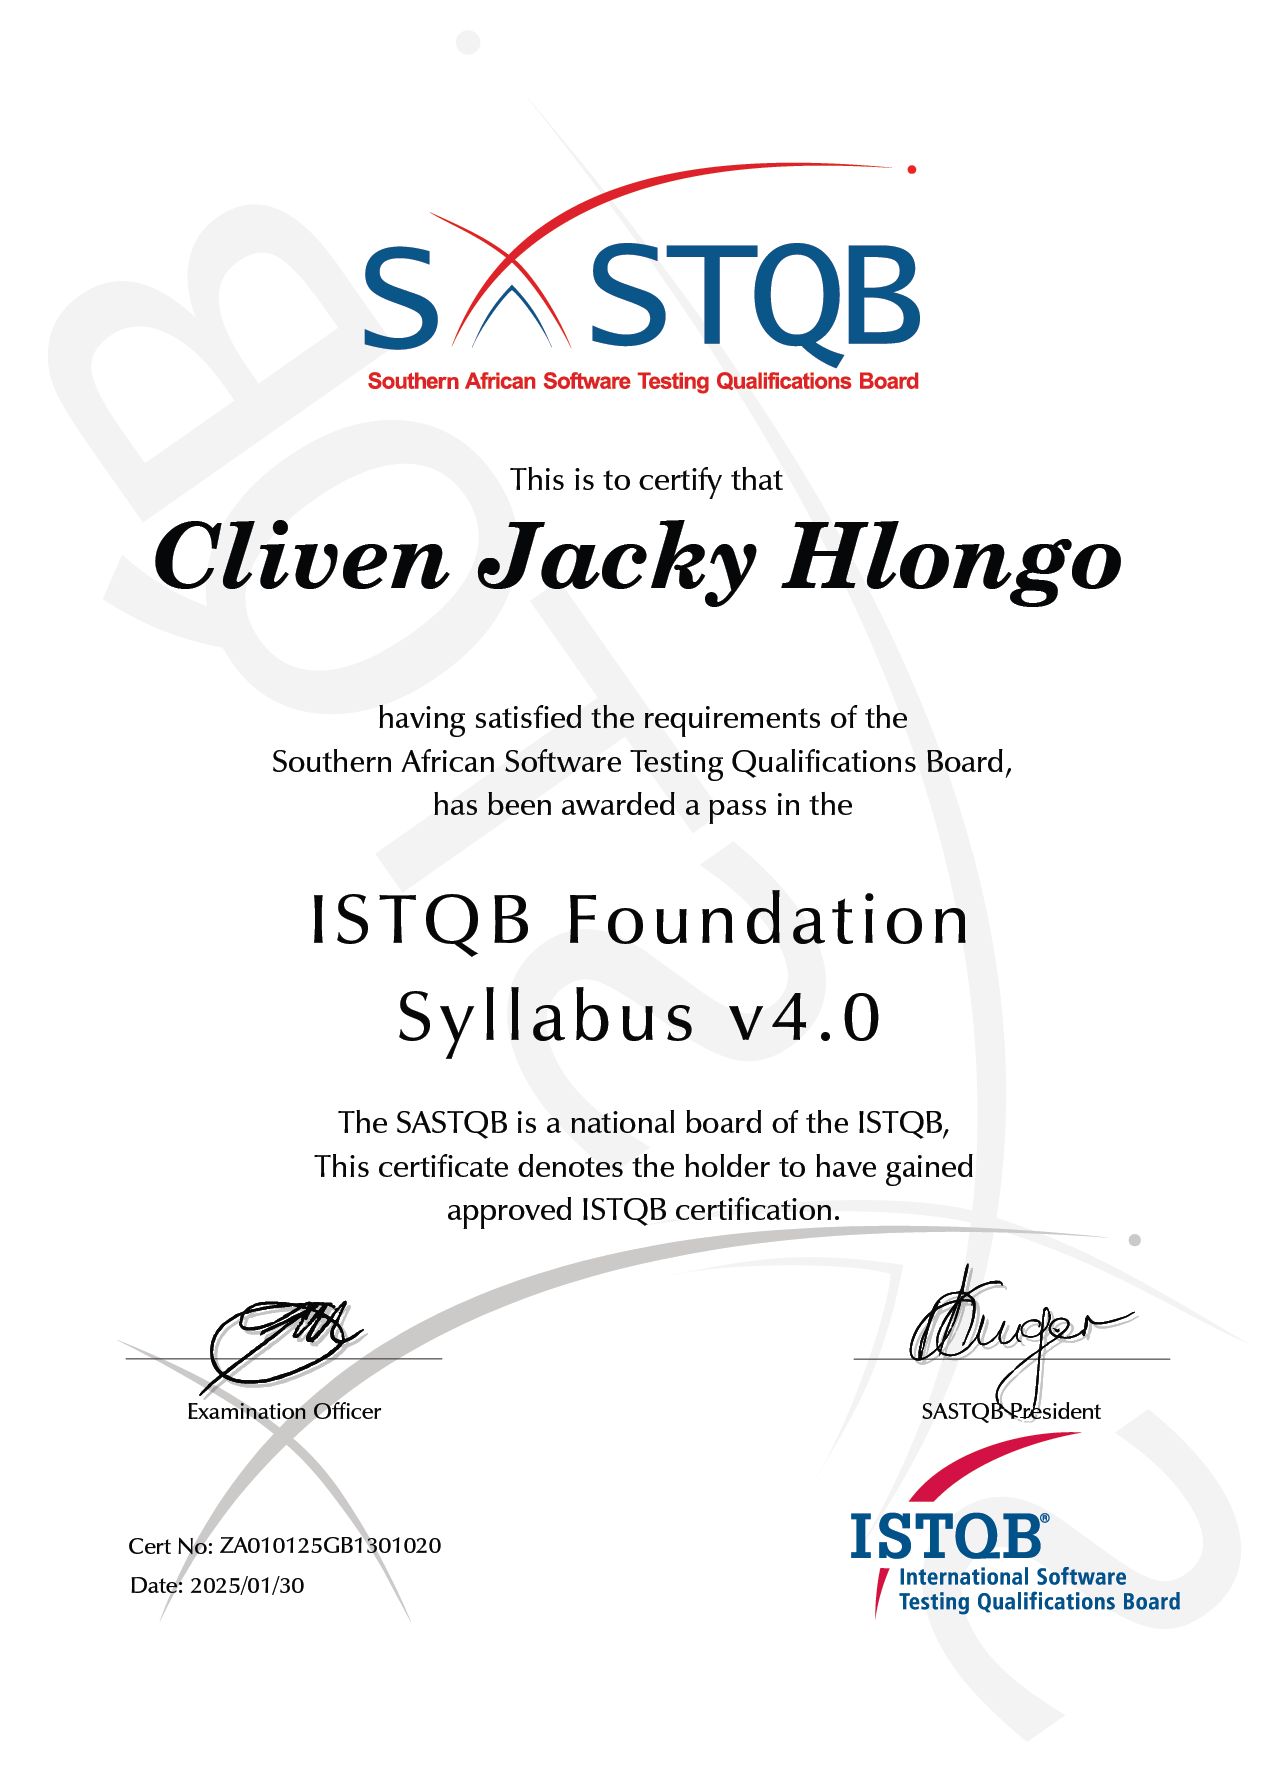 SASTQB
Southern African Software Testing Qualifications Board
This is to certify that
Cliven Jacky Hlongo
having satisfied the requirements of the
Southern African Software Testing Qualifications Board,
has been awarded a pass in the
ISTQB Foundation
Syllabus v4.0
The SASTQB is a national board of the ISTQB,
This certificate denotes the holder to have gained
approved ISTQB certification.
Examination Officer
SASTQB President
Cert No: ZA010125GB1301020
Date: 2025/01/30
ISTQB®
International Software
Testing Qualifications Board